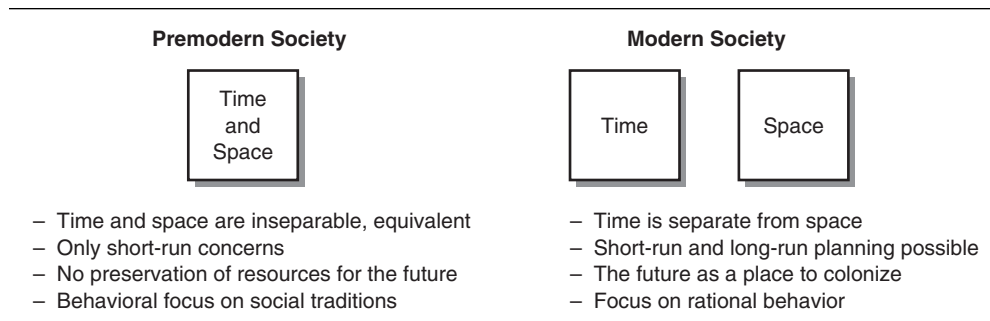 Premodern Society
Time
and
Space
– Time and space are inseparable, equivalent
– Only short-run concerns
– No preservation of resources for the future
– Behavioral focus on social traditions
Modern Society
Time
Space
– Time is separate from space
– Short-run and long-run planning possible
– The future as a place to colonize
– Focus on rational behavior